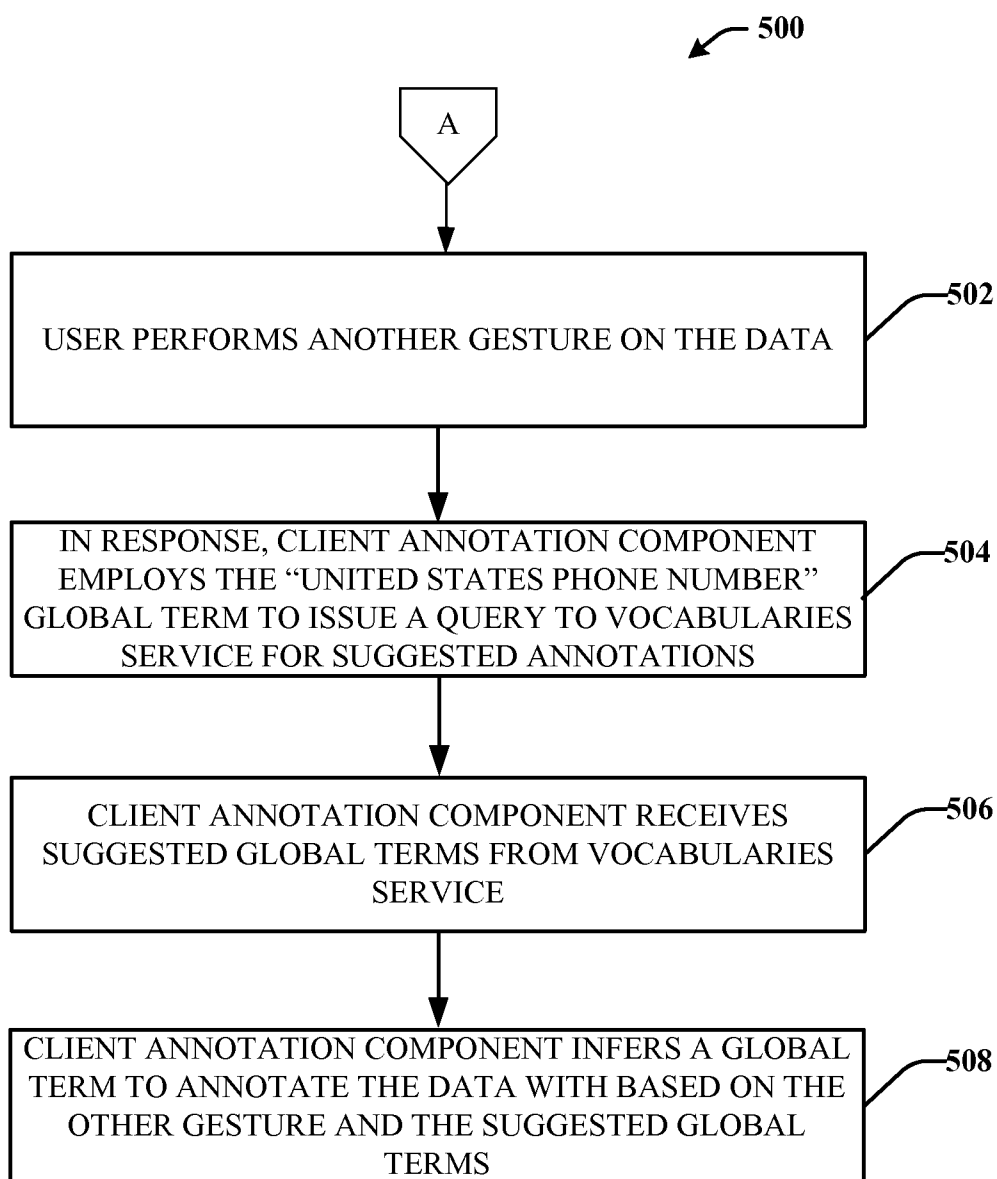 500
A
502
USER PERFORMS ANOTHER GESTURE ON THE DATA
504
IN RESPONSE, CLIENT ANNOTATION COMPONENT
EMPLOYS THE “UNITED STATES PHONE NUMBER”
GLOBAL TERM TO ISSUE A QUERY TO VOCABULARIES
SERVICE FOR SUGGESTED ANNOTATIONS
506
CLIENT ANNOTATION COMPONENT RECEIVES
SUGGESTED GLOBAL TERMS FROM VOCABULARIES
SERVICE
508
CLIENT ANNOTATION COMPONENT INFERS A GLOBAL
TERM TO ANNOTATE THE DATA WITH BASED ON THE
OTHER GESTURE AND THE SUGGESTED GLOBAL
TERMS